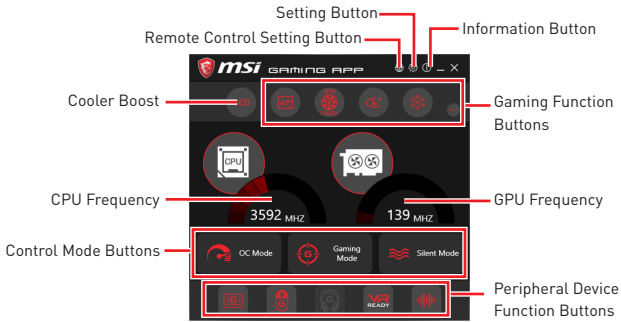 Setting Button
Remote Control Setting Button
Information Button
msi GAMING APP
Cooler Boost
Gaming Function
Buttons
CPU
CPU Frequency
GPU Frequency
3592 MHZ
139 MHZ
Control Mode Buttons
OC Mode
Gaming
Mode
Silent Mode
Peripheral Device
Function Buttons
VR
READY